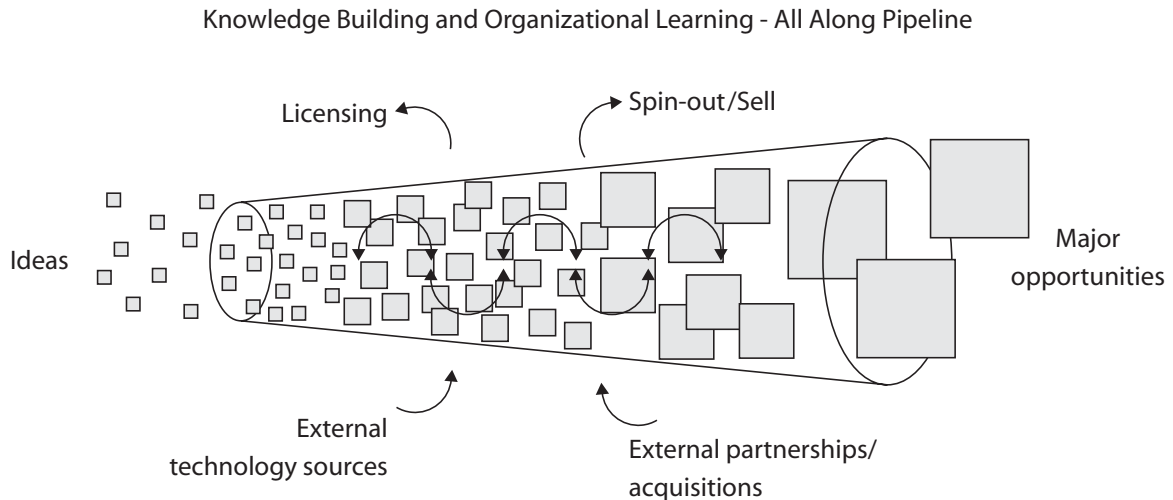 Knowledge Building and Organizational Learning - All Along Pipeline
Licensing
Spin-out/Sell
Ideas
Major
opportunities
External
technology sources
External partnerships/
acquisitions